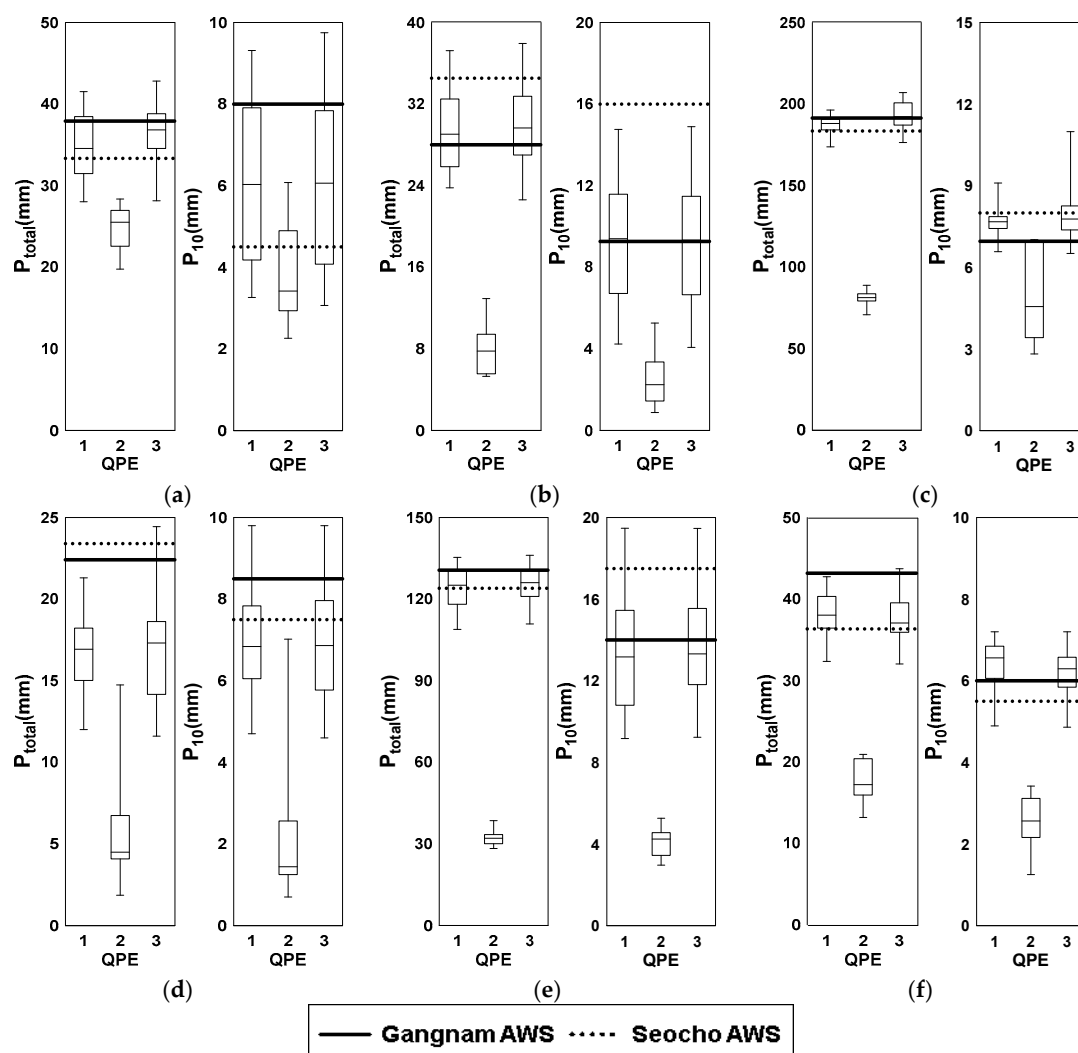 50
40
30
20
10
0
P_total(mm)
1 2 3
QPE
10
8
6
4
2
0
P_10(mm)
1 2 3
QPE
(a)
40
32
24
16
8
0
P_total(mm)
1 2 3
QPE
20
16
12
8
4
0
P_10(mm)
1 2 3
QPE
(b)
250
200
150
100
50
0
P_total(mm)
1 2 3
QPE
15
12
9
6
3
0
P_10(mm)
1 2 3
QPE
(c)
25
20
15
10
5
0
P_total(mm)
1 2 3
QPE
10
8
6
4
2
0
P_10(mm)
1 2 3
QPE
(d)
150
120
90
60
30
0
P_total(mm)
1 2 3
QPE
20
16
12
8
4
0
P_10(mm)
1 2 3
QPE
(e)
50
40
30
20
10
0
P_total(mm)
1 2 3
QPE
10
8
6
4
2
0
P_10(mm)
1 2 3
QPE
(f)
Gangnam AWS Seocho AWS